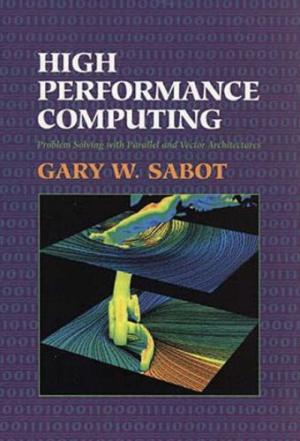 HIGH
PERFORMANCE
COMPUTING
Problem Solving with Parallel and Vector Architectures
GARY W. SABOT